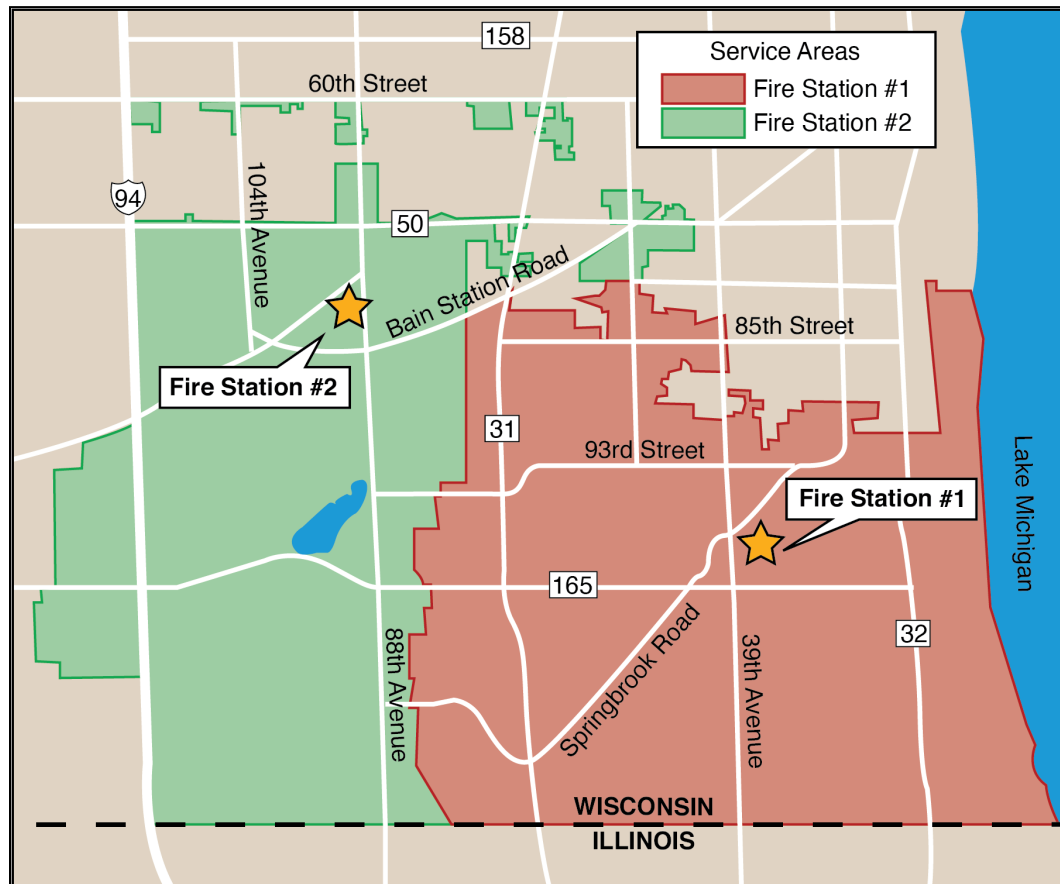 158
Service Areas
Fire Station #1
Fire Station #2
60th Street
94
104th Avenue
50
Bain Station Road
85th Street
Fire Station #2
31
93rd Street
Fire Station #1
Lake Michigan
165
88th Avenue
Springbrook Road
39th Avenue
32
WISCONSIN
ILLINOIS